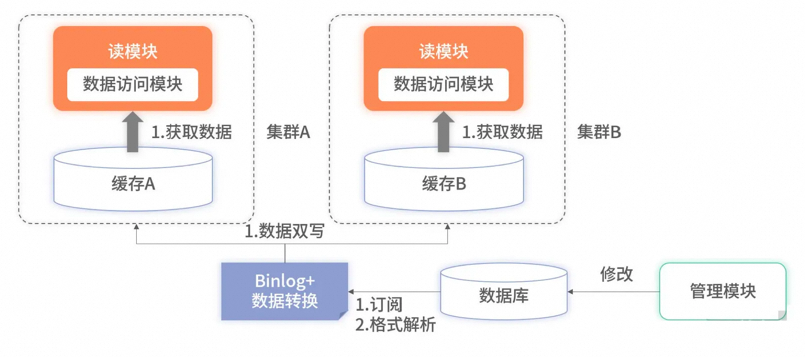 读模块
数据访问模块
1.获取数据
集群A
缓存A
读模块
数据访问模块
1.获取数据
集群B
缓存B
1.数据双写
Binlog+
数据转换
1.订阅
2.格式解析
数据库
修改
管理模块